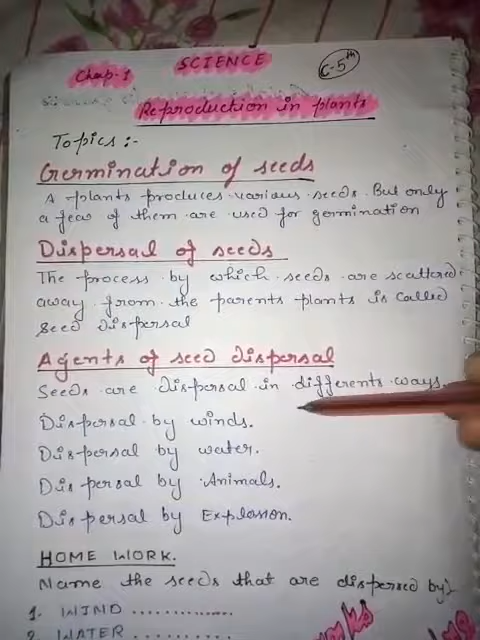 SCIENCE
C-5th
Chap-1
Reproduction in plants
Topics:-
Germination of seeds
A plants produces various seeds. But only
a few of them are used for germination
Dispersal of seeds
The process by which seeds are scattered
away from the parents plants is called
seed dispersal
Agents of seed dispersal
Seeds are dispersal in differents ways.
Dispersal by winds.
Dispersal by water.
Dispersal by Animals.
Dispersal by Explosion.
HOME WORK.
Name the seeds that are dispersed by
1. WIND .............
2. WATER ..........